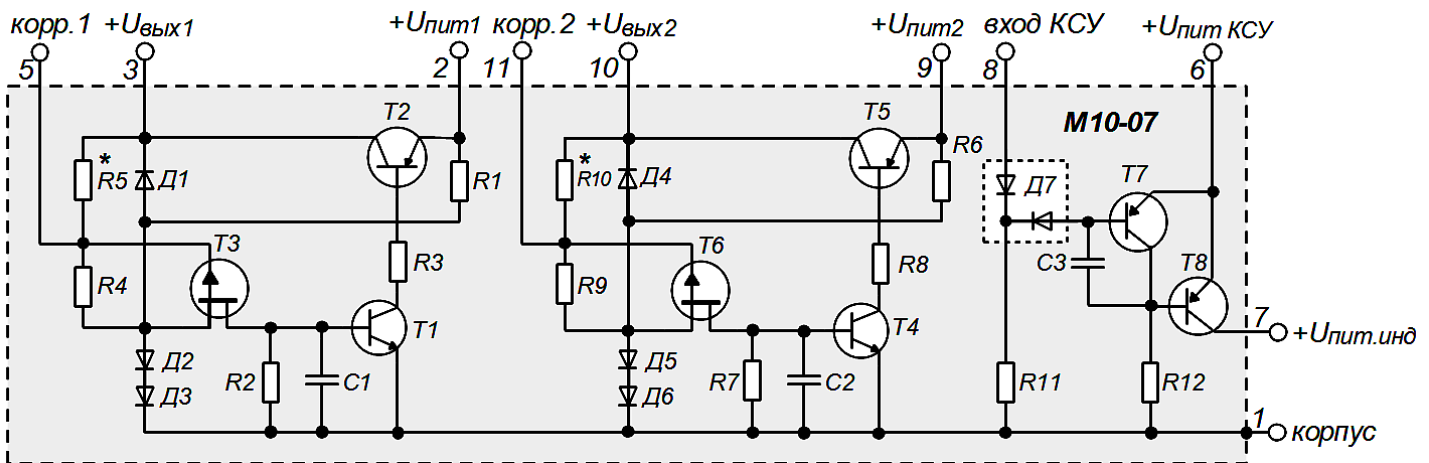 корр.1 +Uвых1 +Uпит1 корр.2 +Uвых2 +Uпит2 вход КСУ +Uпит КСУ
5 3 2 11 10 9 8 6
T2 T5 М10-07
* R5 Д1 R1 * R10 Д4 R6 Д7 T7
T3 R3 T6 R8 C3 T8
R4 T1 R9 T4 7 +Uпит.инд
Д2 R2 C1 Д5 R7 C2 R11 R12
Д3 Д6
1 корпус